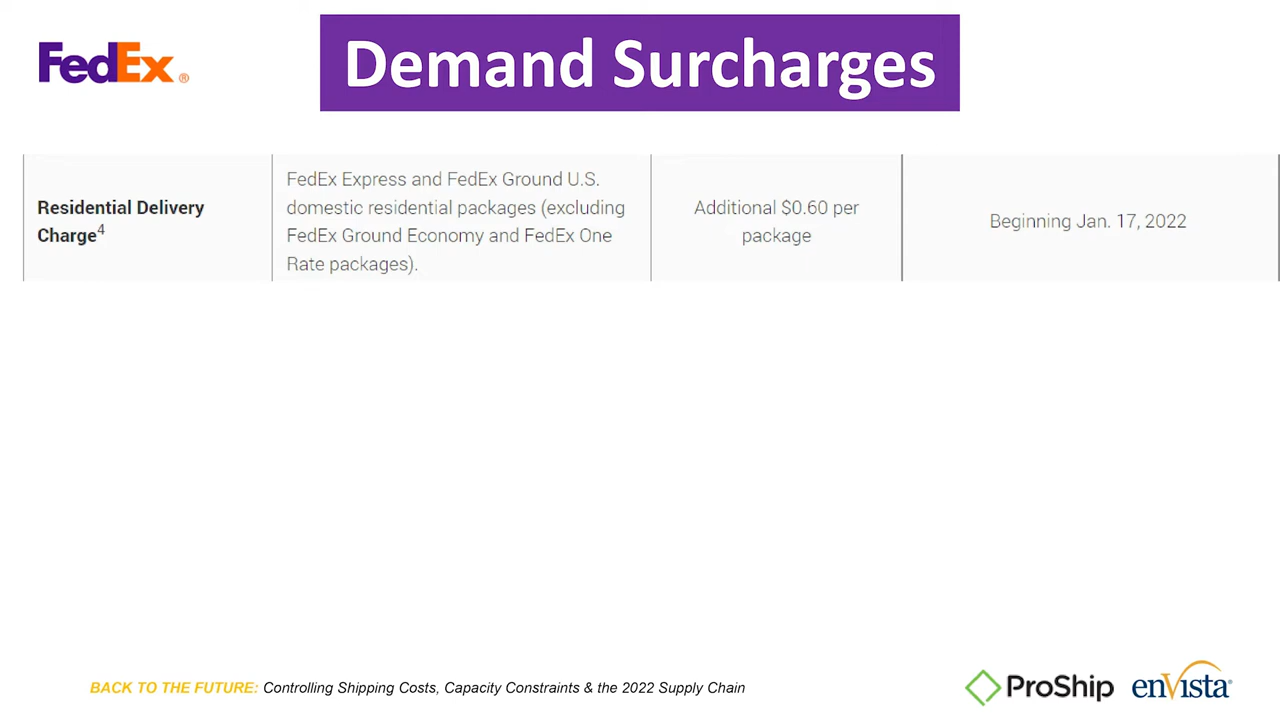 FedEx®
Demand Surcharges
Residential Delivery
Charge4
FedEx Express and FedEx Ground U.S.
domestic residential packages (excluding
FedEx Ground Economy and FedEx One
Rate packages).
Additional $0.60 per
package
Beginning Jan. 17, 2022
BACK TO THE FUTURE: Controlling Shipping Costs, Capacity Constraints & the 2022 Supply Chain
ProShip
enVista®